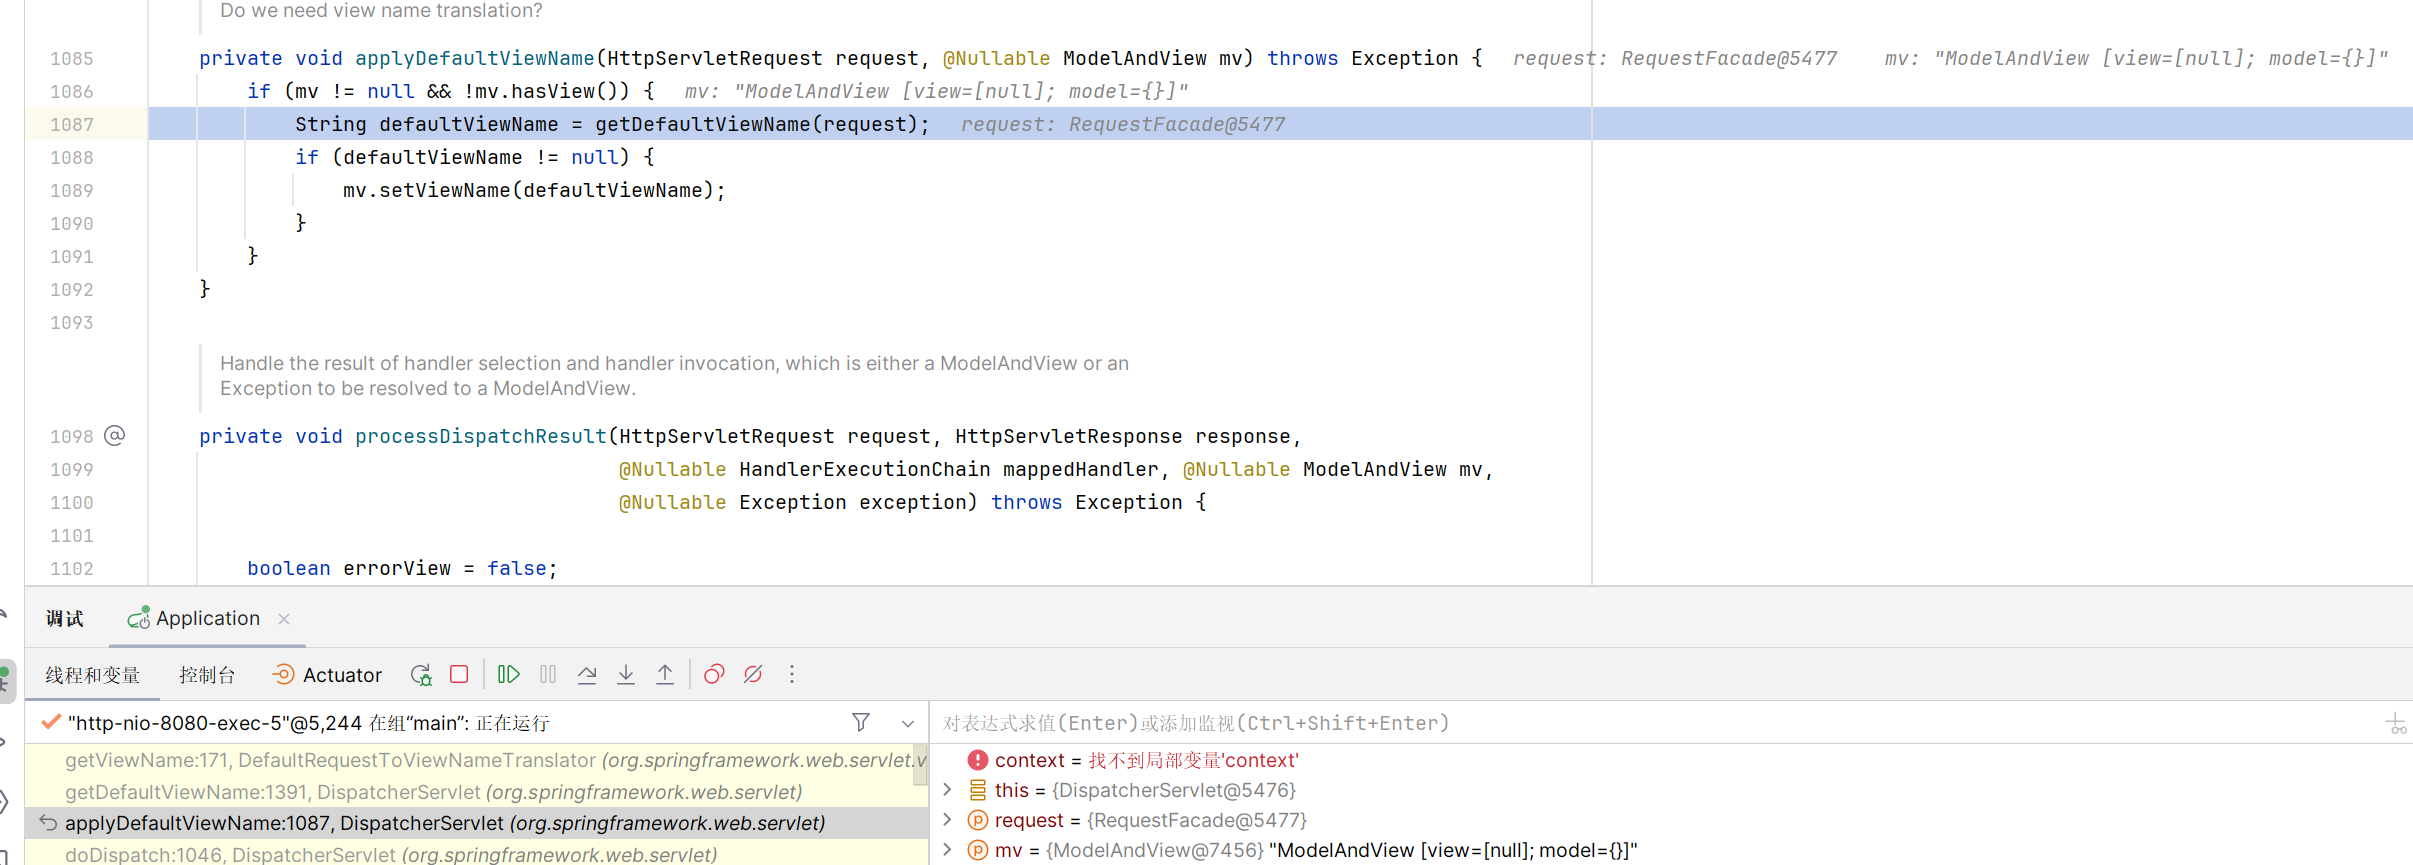 Do we need view name translation?
1085 private void applyDefaultViewName(HttpServletRequest request, @Nullable ModelAndView mv) throws Exception { request: RequestFacade@5477 mv: "ModelAndView [view=[null]; model={}]"
1086 if (mv != null && !mv.hasView()) { mv: "ModelAndView [view=[null]; model={}]"
1087 String defaultViewName = getDefaultViewName(request); request: RequestFacade@5477
1088 if (defaultViewName != null) {
1089 mv.setViewName(defaultViewName);
1090 }
1091 }
1092 }
1093
Handle the result of handler selection and handler invocation, which is either a ModelAndView or an
Exception to be resolved to a ModelAndView.
1098 @ private void processDispatchResult(HttpServletRequest request, HttpServletResponse response,
1099 @Nullable HandlerExecutionChain mappedHandler, @Nullable ModelAndView mv,
1100 @Nullable Exception exception) throws Exception {
1101
1102 boolean errorView = false;
调试 Application ×
线程和变量 控制台 Actuator
"http-nio-8080-exec-5"@5,244 在组“main”: 正在运行
getViewName:171, DefaultRequestToViewNameTranslator (org.springframework.web.servlet.v
getDefaultViewName:1391, DispatcherServlet (org.springframework.web.servlet)
applyDefaultViewName:1087, DispatcherServlet (org.springframework.web.servlet)
doDispatch:1046, DispatcherServlet (org.springframework.web.servlet)
对表达式求值(Enter)或添加监视(Ctrl+Shift+Enter)
context = 找不到局部变量'context'
this = {DispatcherServlet@5476}
request = {RequestFacade@5477}
mv = {ModelAndView@7456} "ModelAndView [view=[null]; model={}]"